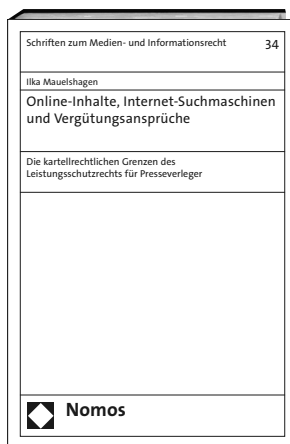 Schriften zum Medien- und Informationsrecht 34
Ilka Mauelshagen
Online-Inhalte, Internet-Suchmaschinen
und Vergütungsansprüche
Die kartellrechtlichen Grenzen des
Leistungsschutzrechts für Presseverleger
Nomos